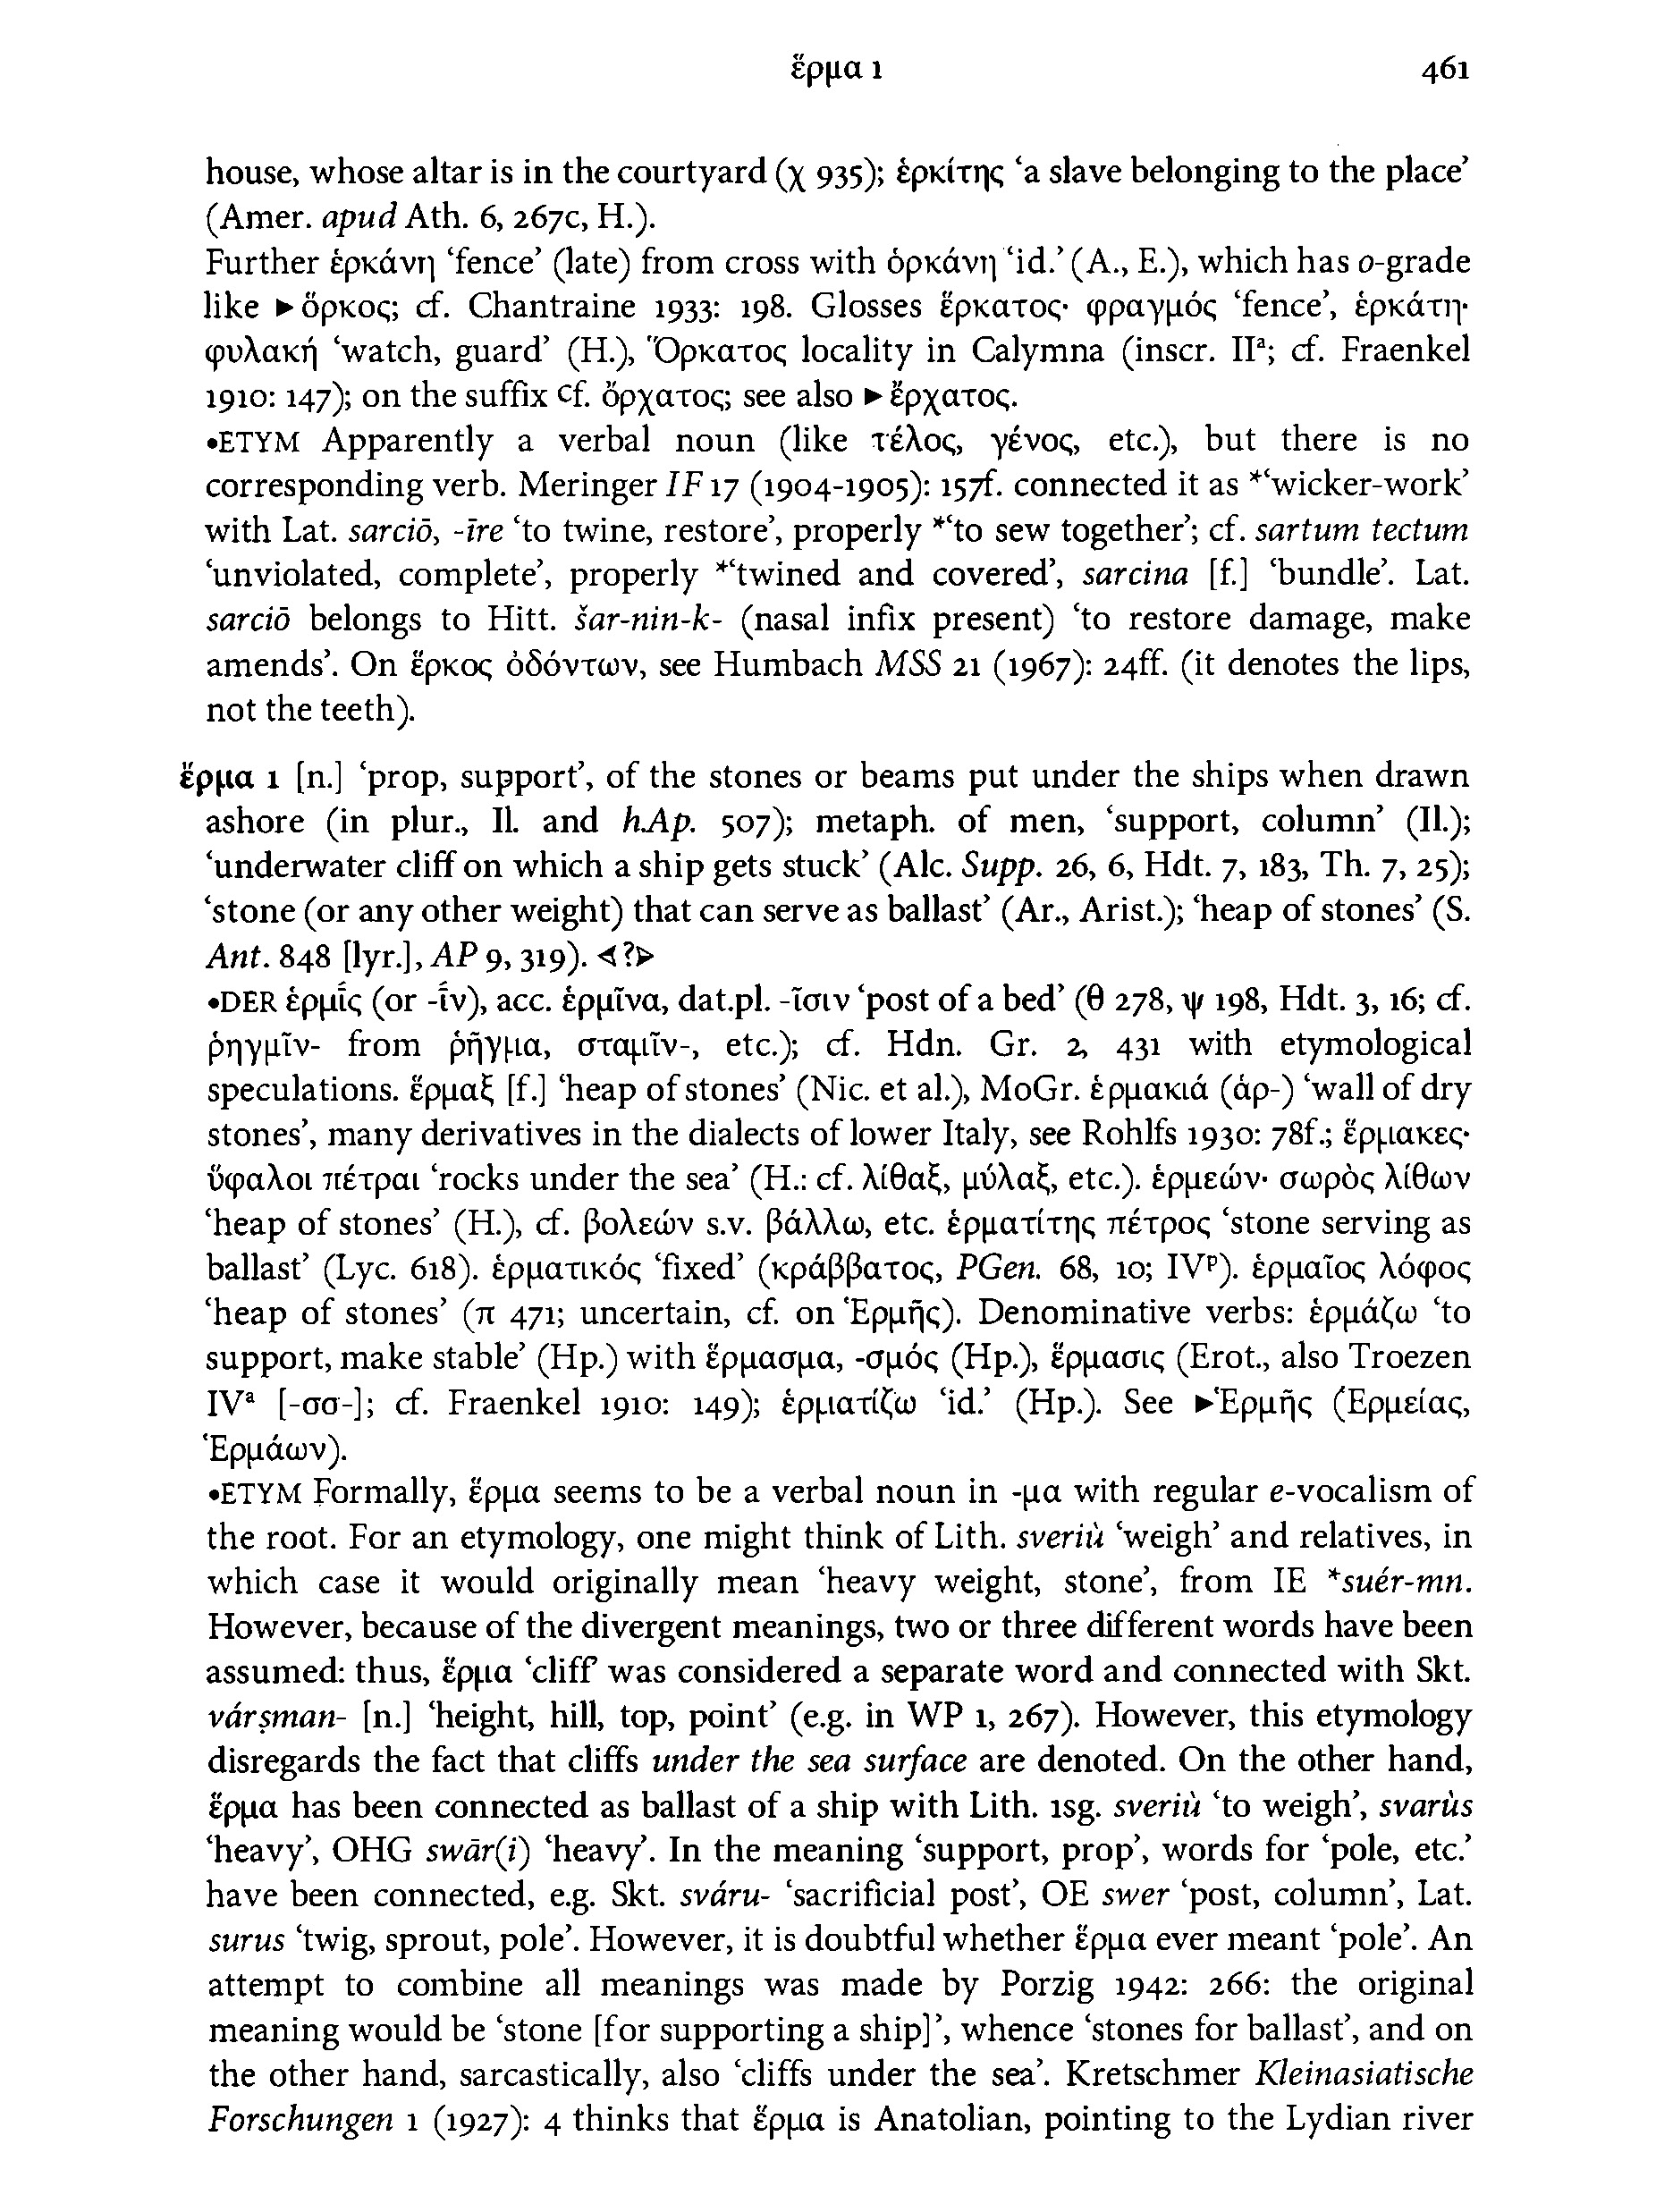 ἕρμα 1 461
house, whose altar is in the courtyard (χ 935); ἑρκίτης ‘a slave belonging to the place’
(Amer. apud Ath. 6, 267c, H.).
Further ἑρκάνη ‘fence’ (late) from cross with ὁρκάνη ‘id.’ (A., E.), which has o-grade
like ►ὅρκος; cf. Chantraine 1933: 198. Glosses ἕρκατος· φραγμός ‘fence’, ἑρκάτη·
φυλακή ‘watch, guard’ (H.), Ὅρκατος locality in Calymna (inscr. IIª; cf. Fraenkel
1910: 147); on the suffix cf. ὄρχατος; see also ►ἔρχατος.
•ETYM Apparently a verbal noun (like τέλος, γένος, etc.), but there is no
corresponding verb. Meringer IF 17 (1904-1905): 157f. connected it as *‘wicker-work’
with Lat. sarciō, -īre ‘to twine, restore’, properly *‘to sew together’; cf. sartum tectum
‘unviolated, complete’, properly *‘twined and covered’, sarcina [f.] ‘bundle’. Lat.
sarciō belongs to Hitt. šar-nin-k- (nasal infix present) ‘to restore damage, make
amends’. On ἕρκος ὀδόντων, see Humbach MSS 21 (1967): 24ff. (it denotes the lips,
not the teeth).
ἕρμα 1 [n.] ‘prop, support’, of the stones or beams put under the ships when drawn
ashore (in plur., Il. and h.Ap. 507); metaph. of men, ‘support, column’ (Il.);
‘underwater cliff on which a ship gets stuck’ (Alc. Supp. 26, 6, Hdt. 7, 183, Th. 7, 25);
‘stone (or any other weight) that can serve as ballast’ (Ar., Arist.); ‘heap of stones’ (S.
Ant. 848 [lyr.], AP 9, 319). ⊲?⊳
•DER ἑρμί̄ς (or -ί̄ν), acc. ἑρμῖνα, dat.pl. -ῖσιν ‘post of a bed’ (θ 278, ψ 198, Hdt. 3, 16; cf.
ῥηγμῖν- from ῥῆγμα, σταμῖν-, etc.); cf. Hdn. Gr. 2, 431 with etymological
speculations. ἕρμαξ [f.] ‘heap of stones’ (Nic. et al.), MoGr. ἑρμακιά (ἁρ-) ‘wall of dry
stones’, many derivatives in the dialects of lower Italy, see Rohlfs 1930: 78f.; ἕρμακες·
ὕφαλοι πέτραι ‘rocks under the sea’ (H.: cf. λίθαξ, μύλαξ, etc.). ἑρμεών· σωρὸς λίθων
‘heap of stones’ (H.), cf. βολεών s.v. βάλλω, etc. ἑρματίτης πέτρος ‘stone serving as
ballast’ (Lyc. 618). ἑρματικός ‘fixed’ (κράββατος, PGen. 68, 10; IVᵖ). ἑρμαῖος λόφος
‘heap of stones’ (π 471; uncertain, cf. on Ἑρμῆς). Denominative verbs: ἑρμάζω ‘to
support, make stable’ (Hp.) with ἕρμασμα, -σμός (Hp.), ἕρμασις (Erot., also Troezen
IVª [-σσ-]; cf. Fraenkel 1910: 149); ἑρματίζω ‘id.’ (Hp.). See ►Ἑρμῆς (Ἑρμείας,
Ἑρμάων).
•ETYM Formally, ἕρμα seems to be a verbal noun in -μα with regular e-vocalism of
the root. For an etymology, one might think of Lith. sveriù ‘weigh’ and relatives, in
which case it would originally mean ‘heavy weight, stone’, from IE *suér-mn.
However, because of the divergent meanings, two or three different words have been
assumed: thus, ἕρμα ‘cliff’ was considered a separate word and connected with Skt.
várṣman- [n.] ‘height, hill, top, point’ (e.g. in WP 1, 267). However, this etymology
disregards the fact that cliffs under the sea surface are denoted. On the other hand,
ἕρμα has been connected as ballast of a ship with Lith. 1sg. sveriù ‘to weigh’, svarùs
‘heavy’, OHG swār(i) ‘heavy’. In the meaning ‘support, prop’, words for ‘pole, etc.’
have been connected, e.g. Skt. sváru- ‘sacrificial post’, OE swer ‘post, column’, Lat.
surus ‘twig, sprout, pole’. However, it is doubtful whether ἕρμα ever meant ‘pole’. An
attempt to combine all meanings was made by Porzig 1942: 266: the original
meaning would be ‘stone [for supporting a ship]’, whence ‘stones for ballast’, and on
the other hand, sarcastically, also ‘cliffs under the sea’. Kretschmer Kleinasiatische
Forschungen 1 (1927): 4 thinks that ἕρμα is Anatolian, pointing to the Lydian river